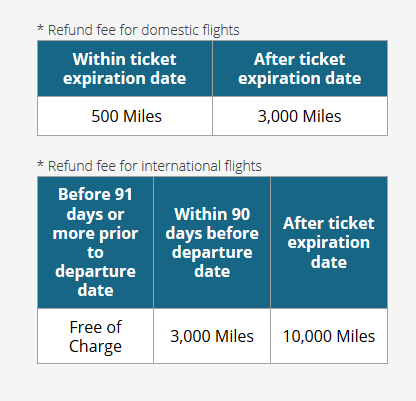 * Refund fee for domestic flights
Within ticket
expiration date
After ticket
expiration date
500 Miles
3,000 Miles
* Refund fee for international flights
Before 91
days or
more prior
to
departure
date
Within 90
days before
departure
date
After ticket
expiration
date
Free of
Charge
3,000 Miles
10,000 Miles